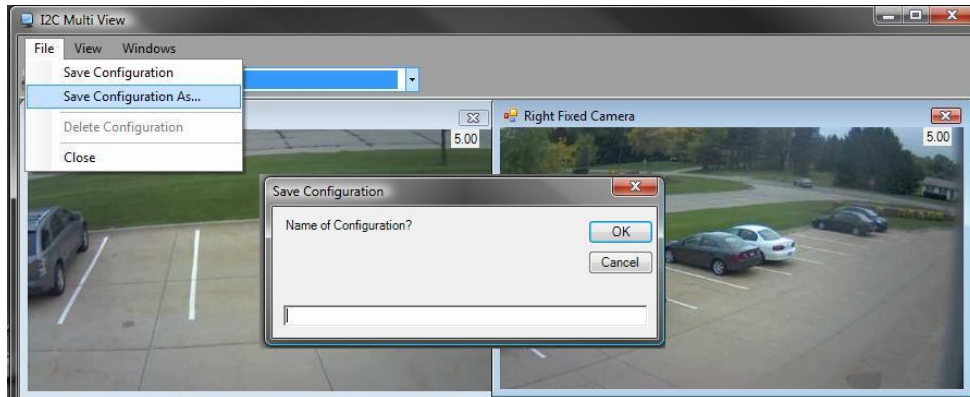 I2C Multi View
File View Windows
Save Configuration
Save Configuration As...
Delete Configuration
Close
5.00
Right Fixed Camera
5.00
Save Configuration
Name of Configuration?
OK
Cancel